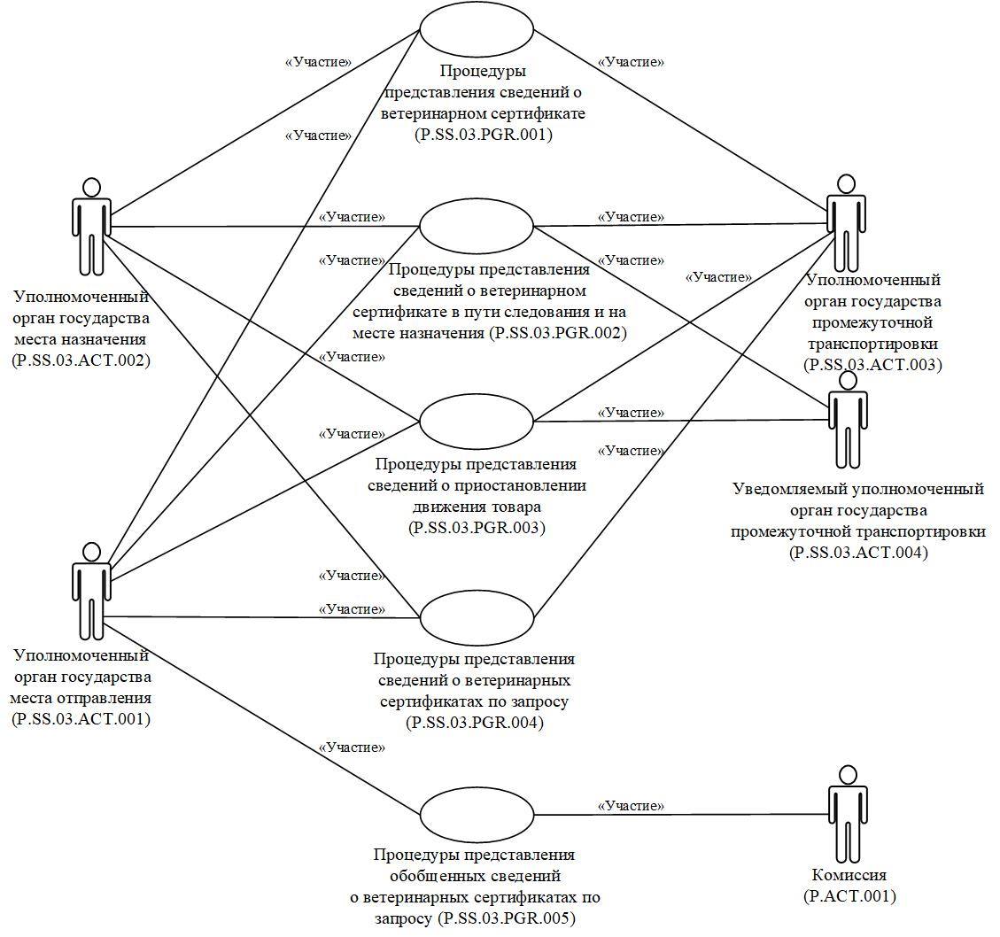 «Участие»
«Участие»
Процедуры
представления сведений о
ветеринарном сертификате
(P.SS.03.PGR.001)
«Участие»
«Участие»
«Участие»
«Участие»
«Участие»
Процедуры представления
сведений о ветеринарном
сертификате в пути следования и на
месте назначения (P.SS.03.PGR.002)
«Участие»
«Участие»
Уполномоченный
орган государства
места назначения
(P.SS.03.ACT.002)
Уполномоченный
орган государства
промежуточной
транспортировки
(P.SS.03.ACT.003)
«Участие»
«Участие»
«Участие»
«Участие»
Процедуры представления
сведений о приостановлении
движения товара
(P.SS.03.PGR.003)
Уведомляемый уполномоченный
орган государства
промежуточной транспортировки
(P.SS.03.ACT.004)
«Участие»
«Участие»
Уполномоченный
орган государства
места отправления
(P.SS.03.ACT.001)
Процедуры представления
сведений о ветеринарных
сертификатах по запросу
(P.SS.03.PGR.004)
«Участие»
«Участие»
Процедуры представления
обобщенных сведений
о ветеринарных сертификатах по
запросу (P.SS.03.PGR.005)
Комиссия
(P.ACT.001)